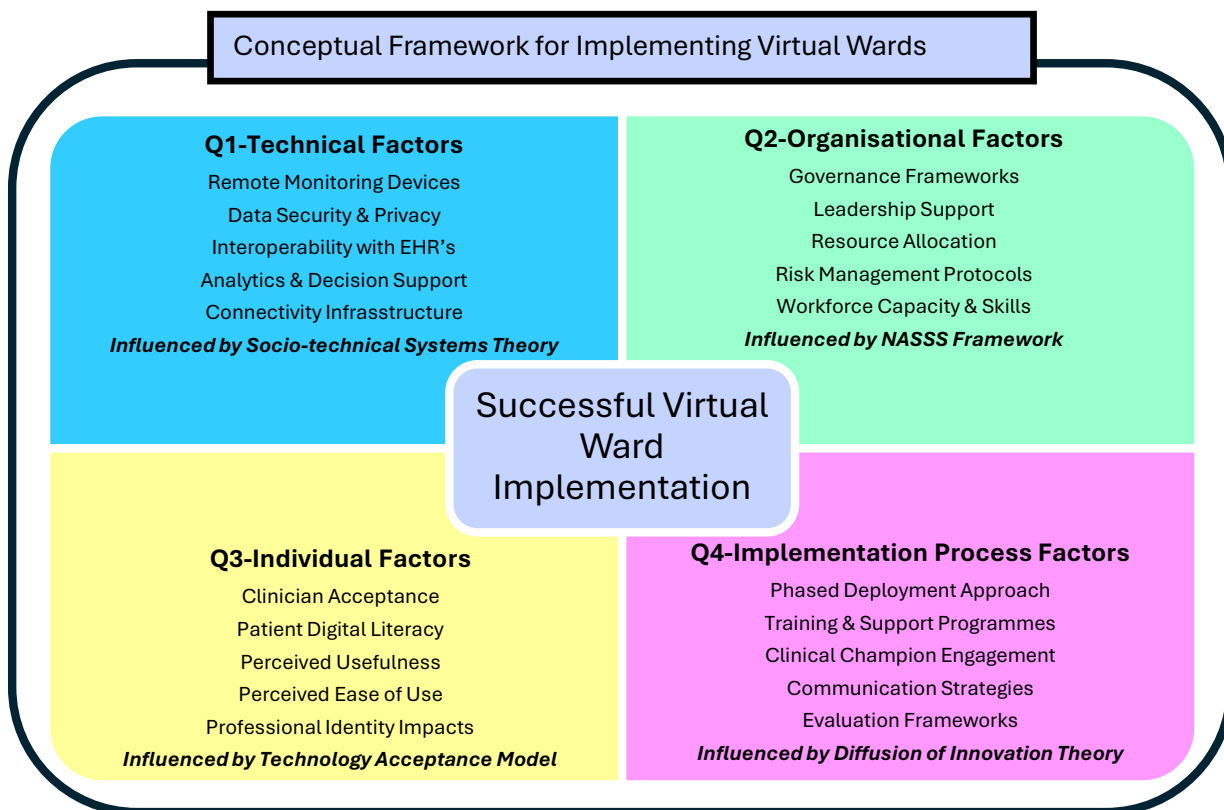 Conceptual Framework for Implementing Virtual Wards
Q1-Technical Factors
Remote Monitoring Devices
Data Security & Privacy
Interoperability with EHR's
Analytics & Decision Support
Connectivity Infrasstructure
Influenced by Socio-technical Systems Theory
Q2-Organisational Factors
Governance Frameworks
Leadership Support
Resource Allocation
Risk Management Protocols
Workforce Capacity & Skills
Influenced by NASSS Framework
Successful Virtual
Ward
Implementation
Q3-Individual Factors
Clinician Acceptance
Patient Digital Literacy
Perceived Usefulness
Perceived Ease of Use
Professional Identity Impacts
Influenced by Technology Acceptance Model
Q4-Implementation Process Factors
Phased Deployment Approach
Training & Support Programmes
Clinical Champion Engagement
Communication Strategies
Evaluation Frameworks
Influenced by Diffusion of Innovation Theory